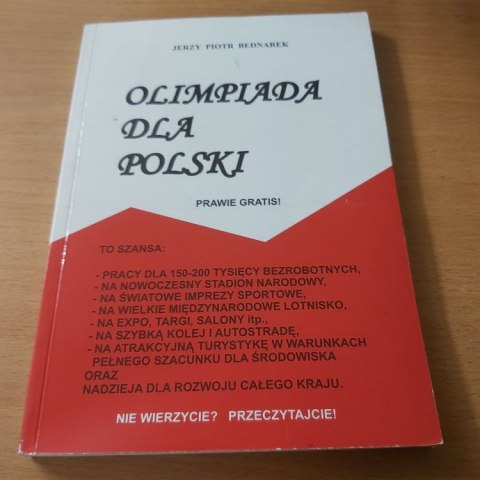 JERZY PIOTR BEDNAREK
OLIMPIADA
DLA
POLSKI
PRAWIE GRATIS!
TO SZANSA:
- PRACY DLA 150-200 TYSIĘCY BEZROBOTNYCH,
- NA NOWOCZESNY STADION NARODOWY,
- NA ŚWIATOWE IMPREZY SPORTOWE,
- NA WIELKIE MIĘDZYNARODOWE LOTNISKO,
- NA EXPO, TARGI, SALONY itp.,
- NA SZYBKĄ KOLEJ I AUTOSTRADĘ,
- NA ATRAKCYJNĄ TURYSTYKĘ W WARUNKACH
PEŁNEGO SZACUNKU DLA ŚRODOWISKA
ORAZ
NADZIEJA DLA ROZWOJU CAŁEGO KRAJU.
NIE WIERZYCIE? PRZECZYTAJCIE!